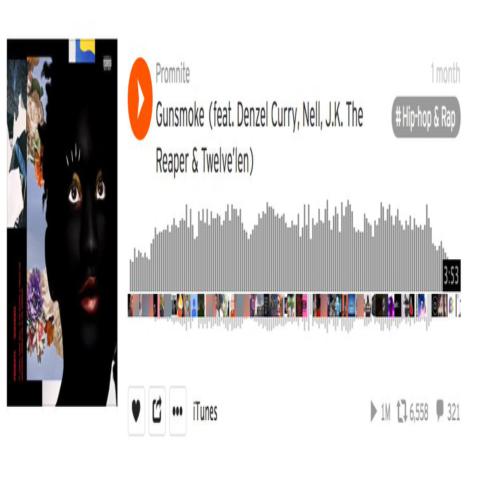 Promnite
1 month
Gunsmoke (feat. Denzel Curry, Nell, J.K. The
# Hip-hop & Rap
Reaper & Twelve'len)
3:53
iTunes
1M 6,558 321